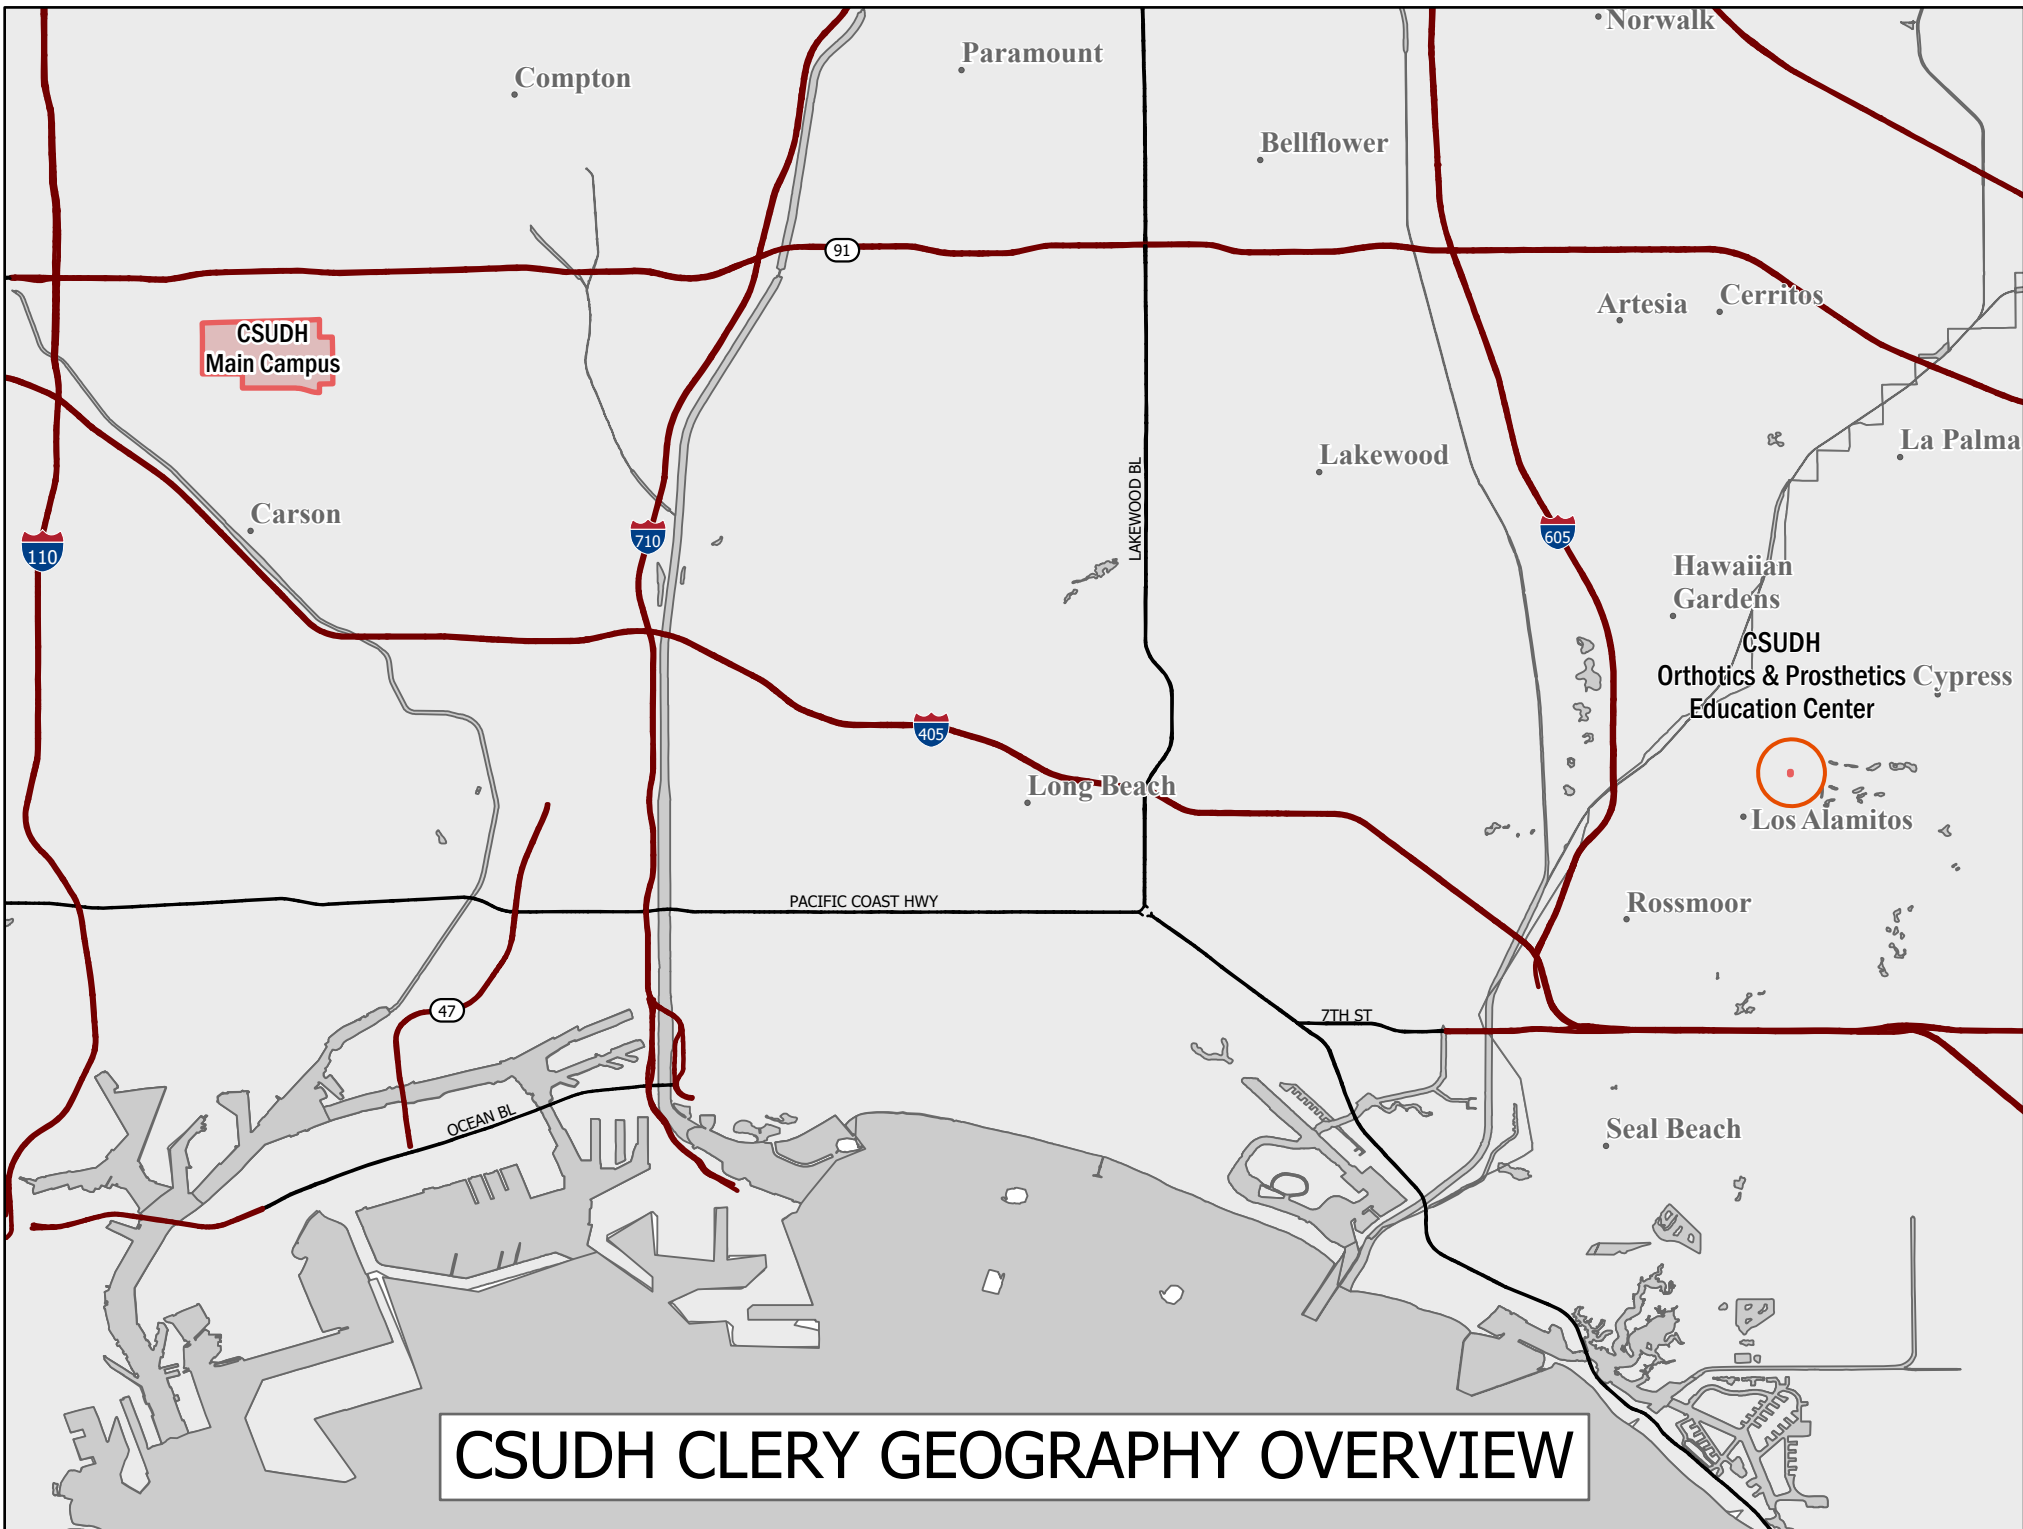 Norwalk
Paramount
Compton
Bellflower
91
Artesia
Cerritos
CSUDH
Main Campus
La Palma
Lakewood
LAKEWOOD BL
Carson
110
710
605
Hawaiian
Gardens
CSUDH
Orthotics & Prosthetics
Education Center
Cypress
405
Long Beach
Los Alamitos
PACIFIC COAST HWY
Rossmoor
47
7TH ST
OCEAN BL
Seal Beach
CSUDH CLERY GEOGRAPHY OVERVIEW